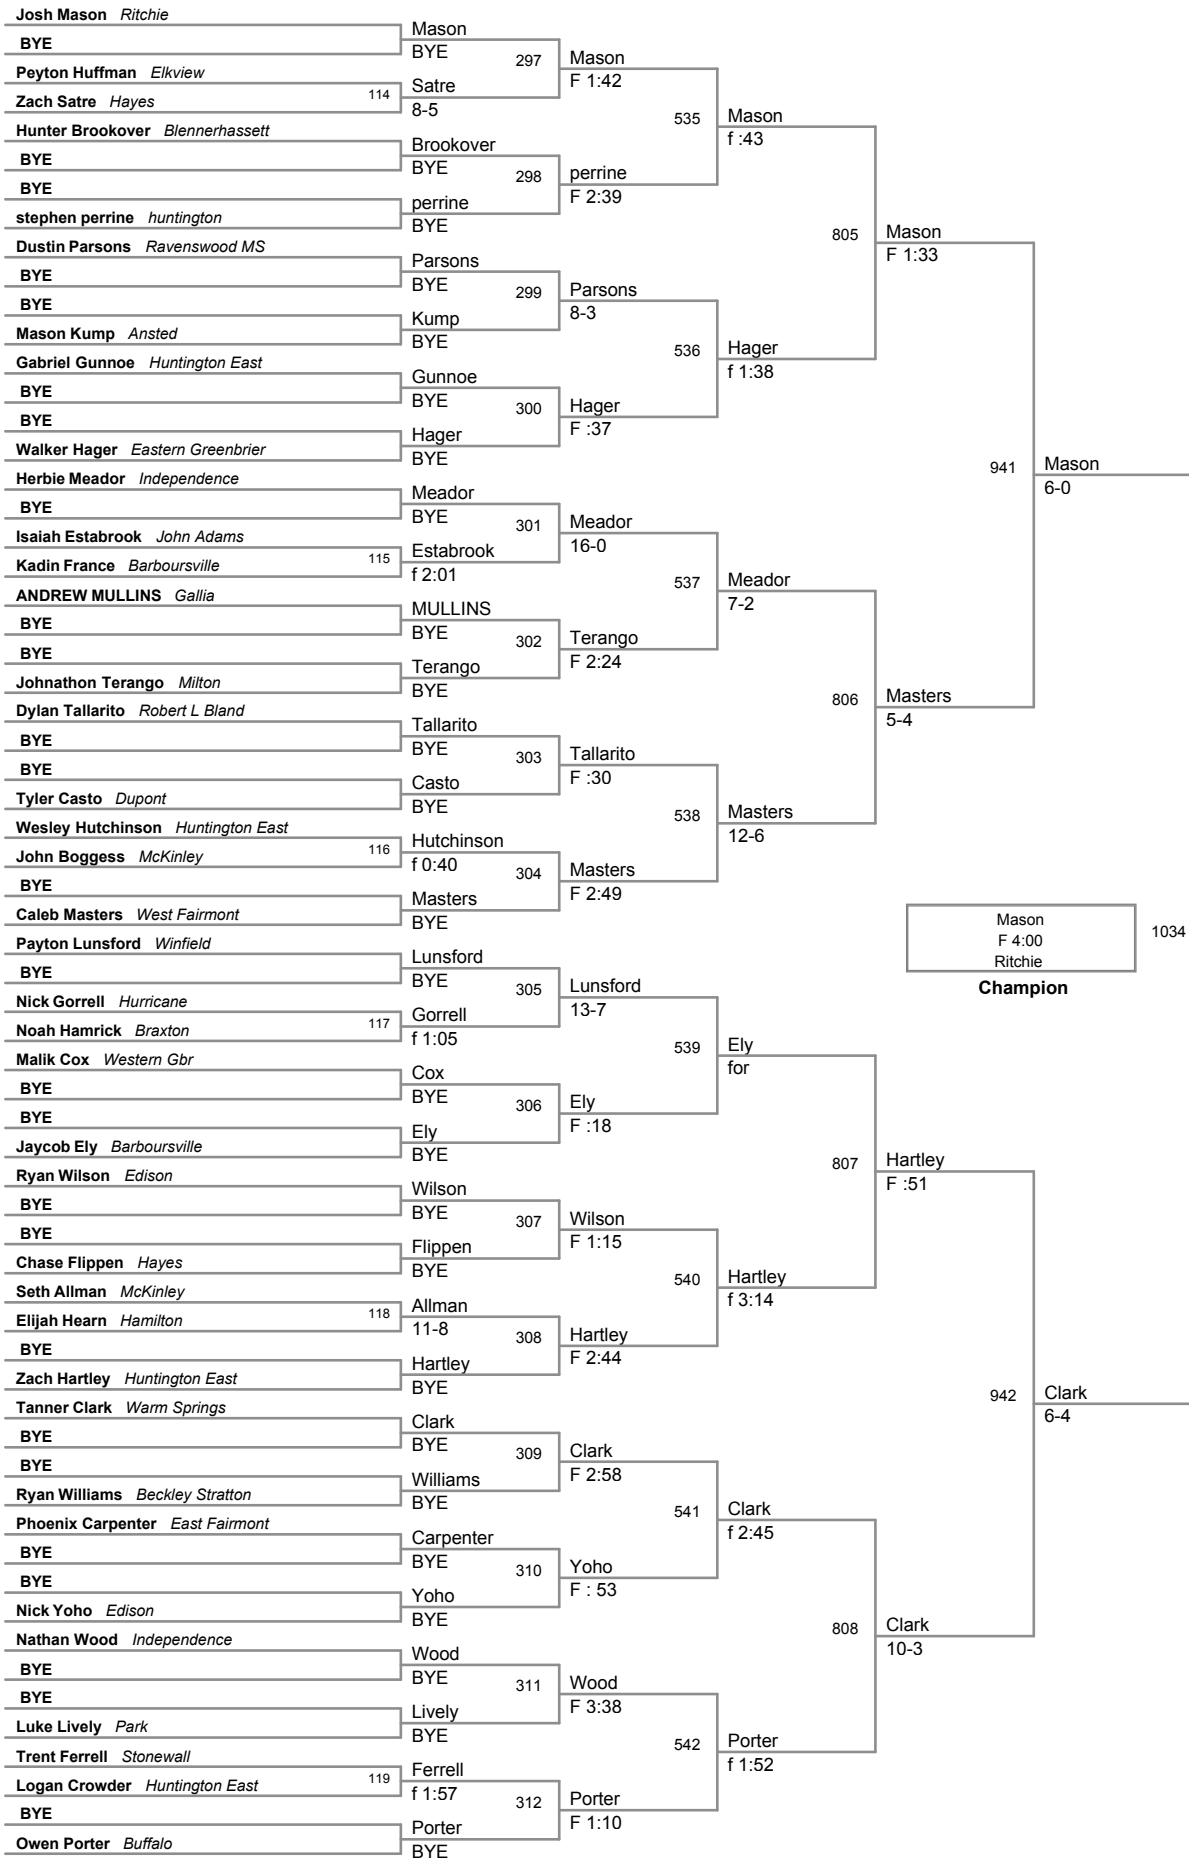 Josh Mason Ritchie
BYE
Peyton Huffman Elkview
Zach Satre Hayes
Hunter Brookover Blennerhassett
BYE
BYE
stephen perrine huntington
Dustin Parsons Ravenswood MS
BYE
BYE
Mason Kump Ansted
Gabriel Gunnoe Huntington East
BYE
BYE
Walker Hager Eastern Greenbrier
Herbie Meador Independence
BYE
Isaiah Estabrook John Adams
Kadin France Barboursville
ANDREW MULLINS Gallia
BYE
BYE
Johnathon Terango Milton
Dylan Tallarito Robert L Bland
BYE
BYE
Tyler Casto Dupont
Wesley Hutchinson Huntington East
John Boggess McKinley
BYE
Caleb Masters West Fairmont
Payton Lunsford Winfield
BYE
Nick Gorrell Hurricane
Noah Hamrick Braxton
Malik Cox Western Gbr
BYE
BYE
Jaycob Ely Barboursville
Ryan Wilson Edison
BYE
BYE
Chase Flippen Hayes
Seth Allman McKinley
Elijah Hearn Hamilton
BYE
Zach Hartley Huntington East
Tanner Clark Warm Springs
BYE
BYE
Ryan Williams Beckley Stratton
Phoenix Carpenter East Fairmont
BYE
BYE
Nick Yoho Edison
Nathan Wood Independence
BYE
BYE
Luke Lively Park
Trent Ferrell Stonewall
Logan Crowder Huntington East
BYE
Owen Porter Buffalo
114
115
116
117
118
119
Mason
BYE
Satre
8-5
Brookover
BYE
perrine
BYE
Parsons
BYE
Kump
BYE
Gunnoe
BYE
Hager
BYE
Meador
BYE
Estabrook
f 2:01
MULLINS
BYE
Terango
BYE
Tallarito
BYE
Casto
BYE
Hutchinson
f 0:40
Masters
BYE
Lunsford
BYE
Gorrell
f 1:05
Cox
BYE
Ely
BYE
Wilson
BYE
Flippen
BYE
Allman
11-8
Hartley
BYE
Clark
BYE
Williams
BYE
Carpenter
BYE
Yoho
BYE
Wood
BYE
Lively
BYE
Ferrell
f 1:57
Porter
BYE
297
298
299
300
301
302
303
304
305
306
307
308
309
310
311
312
Mason
F 1:42
perrine
F 2:39
Parsons
8-3
Hager
F :37
Meador
16-0
Terango
F 2:24
Tallarito
F :30
Masters
F 2:49
Lunsford
13-7
Ely
F :18
Wilson
F 1:15
Hartley
F 2:44
Clark
F 2:58
Yoho
F : 53
Wood
F 3:38
Porter
F 1:10
535
536
537
538
539
540
541
542
Mason
f :43
Hager
f 1:38
Meador
7-2
Masters
12-6
Ely
for
Hartley
f 3:14
Clark
f 2:45
Porter
f 1:52
805
806
807
808
Mason
F 1:33
Masters
5-4
Hartley
F :51
Clark
10-3
941
942
Mason
6-0
Clark
6-4
Mason
F 4:00
Ritchie
1034
Champion